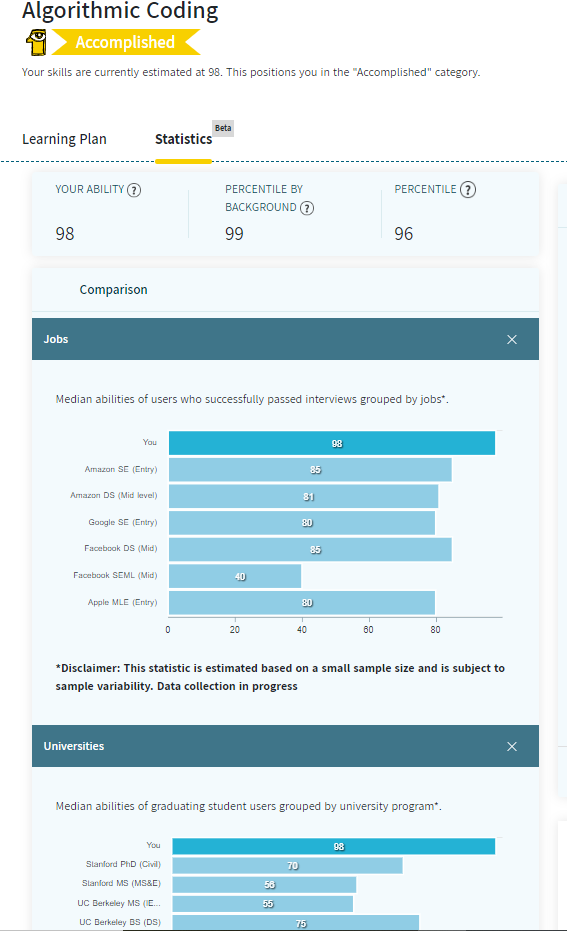 Algorithmic Coding
Accomplished
Your skills are currently estimated at 98. This positions you in the "Accomplished" category.
Learning Plan
Statistics
Beta
YOUR ABILITY ?
98
PERCENTILE BY
BACKGROUND ?
99
PERCENTILE ?
96
Comparison
Jobs
Median abilities of users who successfully passed interviews grouped by jobs*.
You 98
Amazon SE (Entry) 85
Amazon DS (Mid level) 81
Google SE (Entry) 80
Facebook DS (Mid) 85
Facebook SEML (Mid) 40
Apple MLE (Entry) 80
0 20 40 60 80
*Disclaimer: This statistic is estimated based on a small sample size and is subject to
sample variability. Data collection in progress
Universities
Median abilities of graduating student users grouped by university program*.
You 98
Stanford PhD (Civil) 70
Stanford MS (MS&E) 56
UC Berkeley MS (IE... 55
UC Berkeley BS (DS) 75